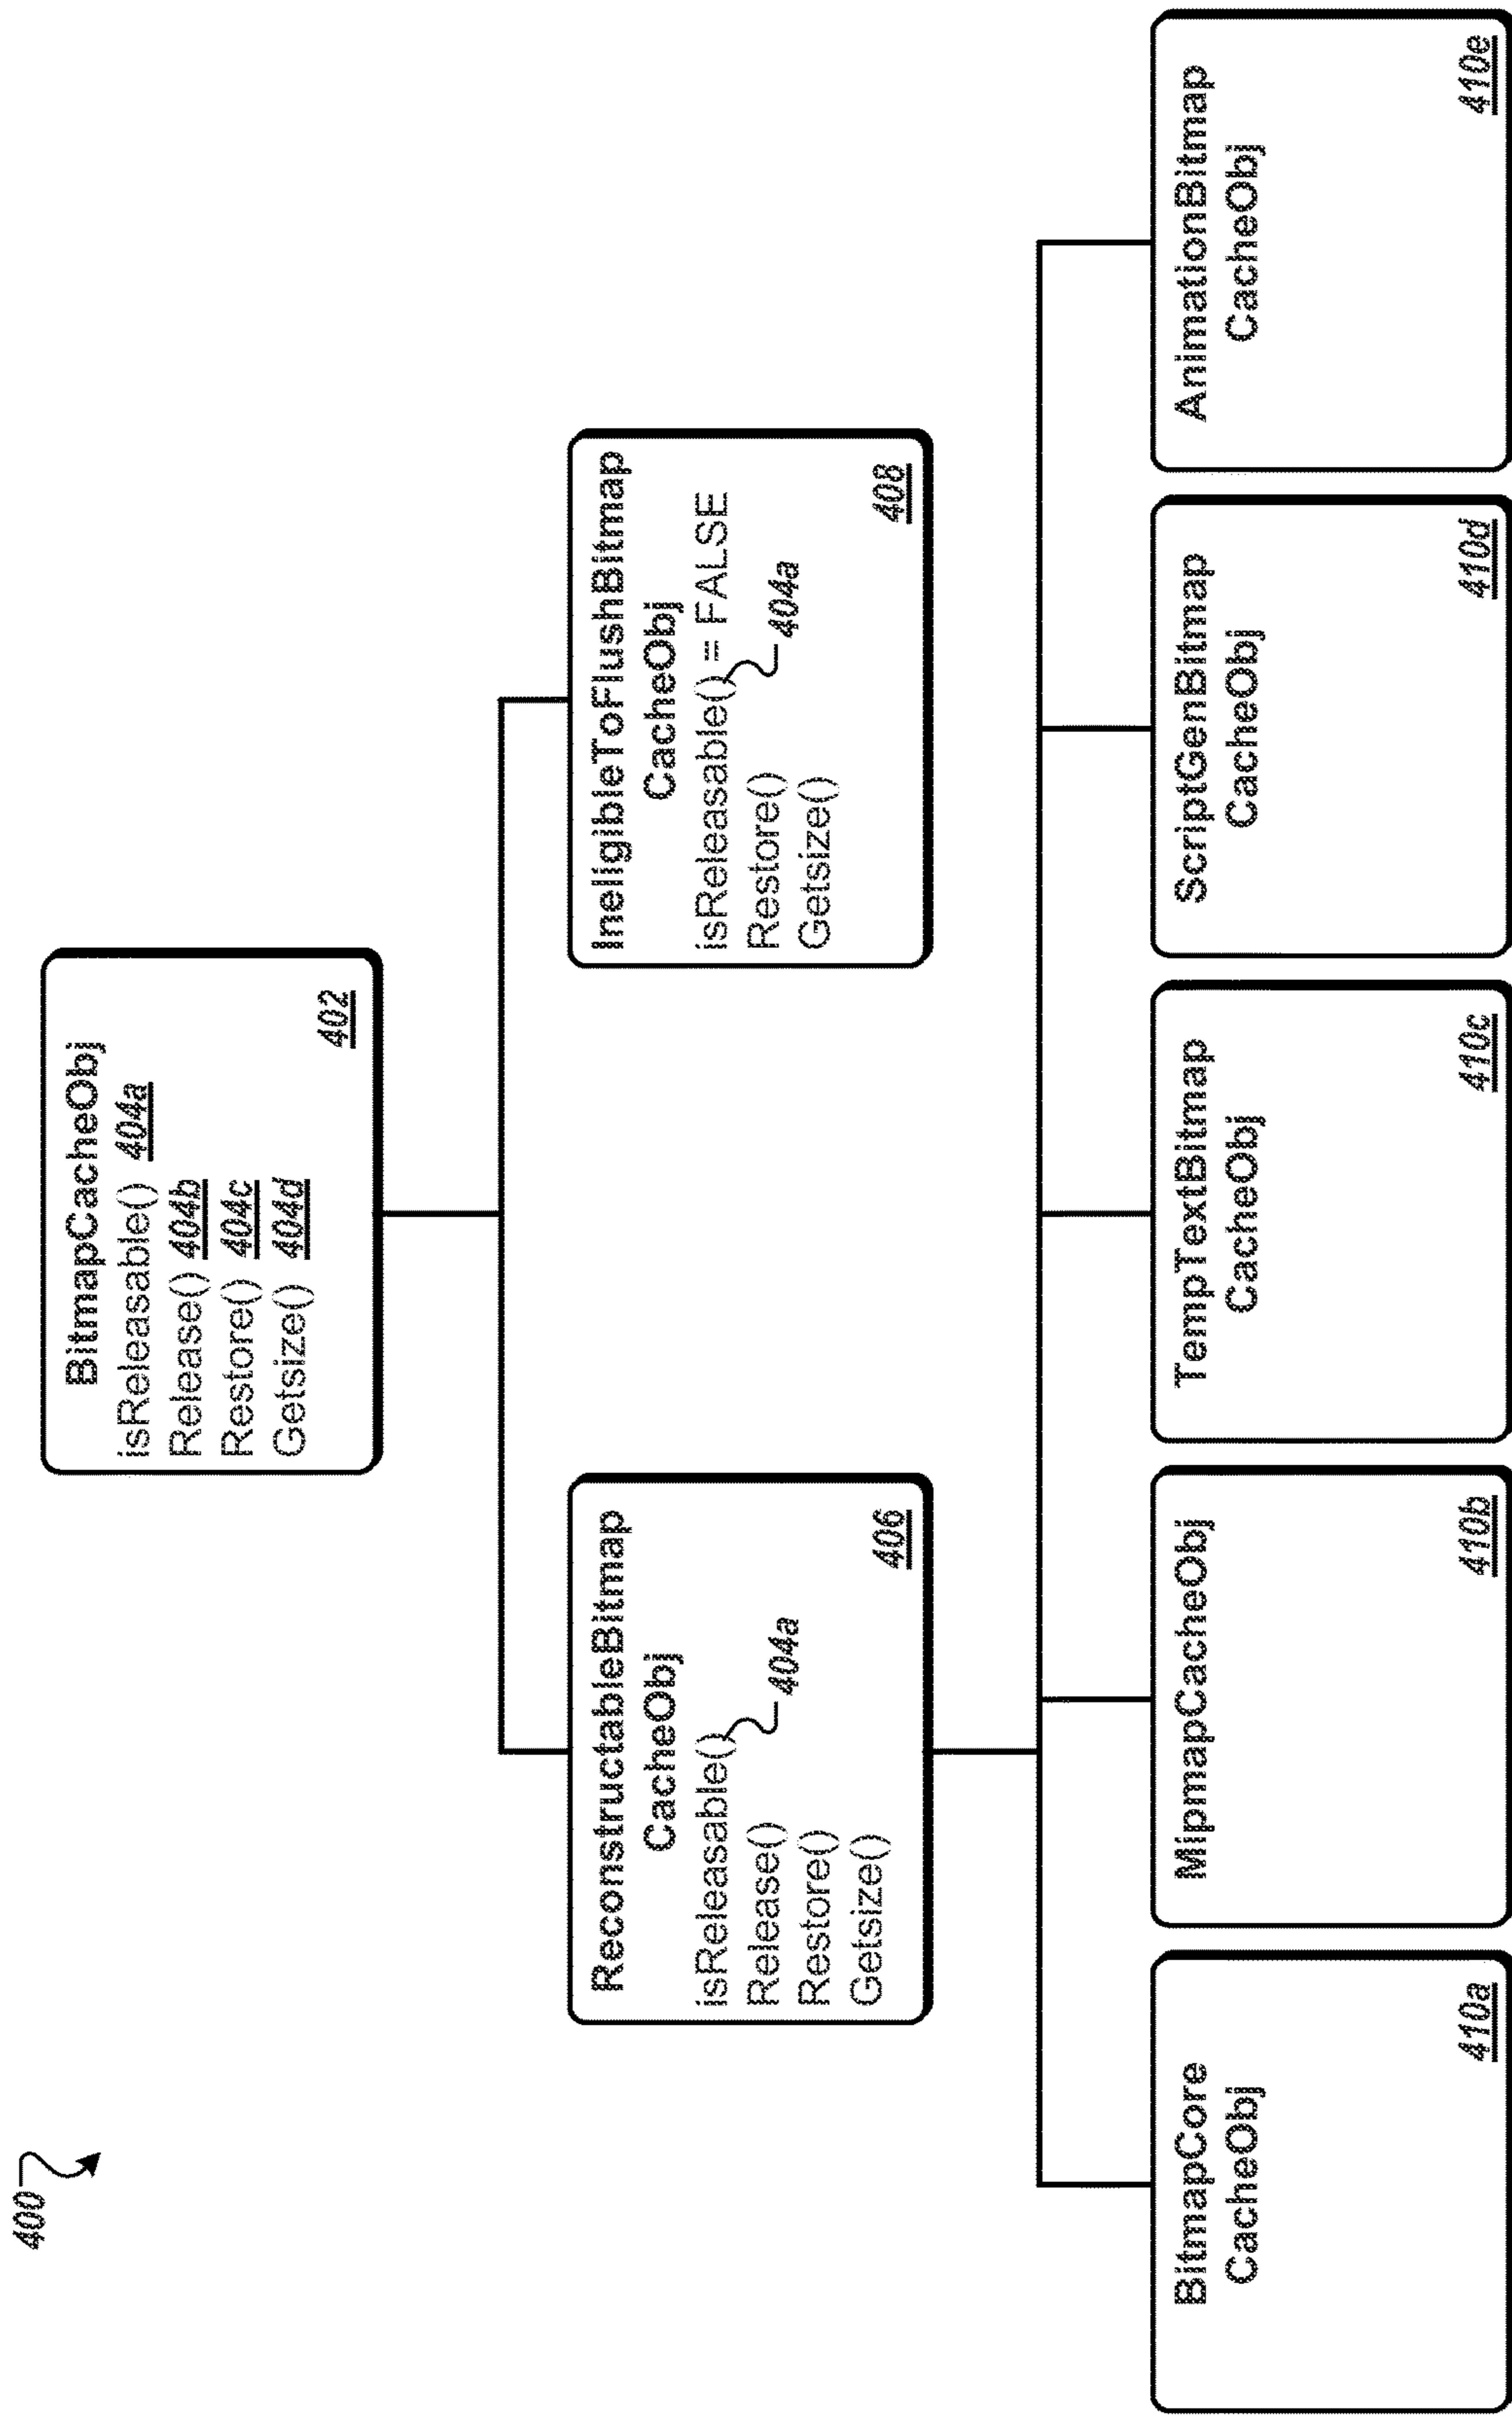 400
BitmapCacheObj
isReleasable() 404a
Release() 404b
Restore() 404c
Getsize() 404d
402
ReconstructableBitmap
CacheObj
isReleasable()
404a
Release()
Restore()
Getsize()
406
IneligibleToFlushBitmap
CacheObj
isReleasable() = FALSE
404a
Restore()
Getsize()
408
BitmapCore
CacheObj
410a
MipmapCacheObj
410b
TempTextBitmap
CacheObj
410c
ScriptGenBitmap
CacheObj
410d
AnimationBitmap
CacheObj
410e